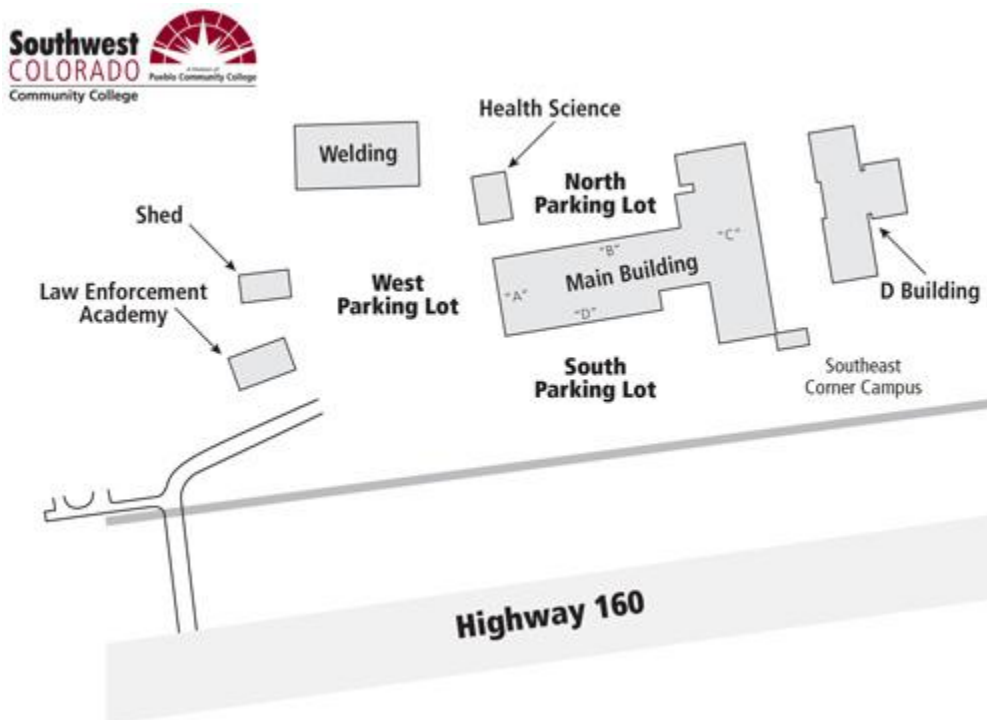 Southwest
COLORADO
Community College
A Division of
Pueblo Community College
Health Science
Welding
North
Parking Lot
Shed
"B"
"C"
West
Parking Lot
Main Building
"A"
Law Enforcement
Academy
"D"
D Building
South
Parking Lot
Southeast
Corner Campus
Highway 160